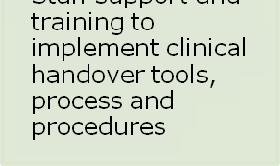 Staff support and
training to
implement clinical
handover tools,
process and
procedures